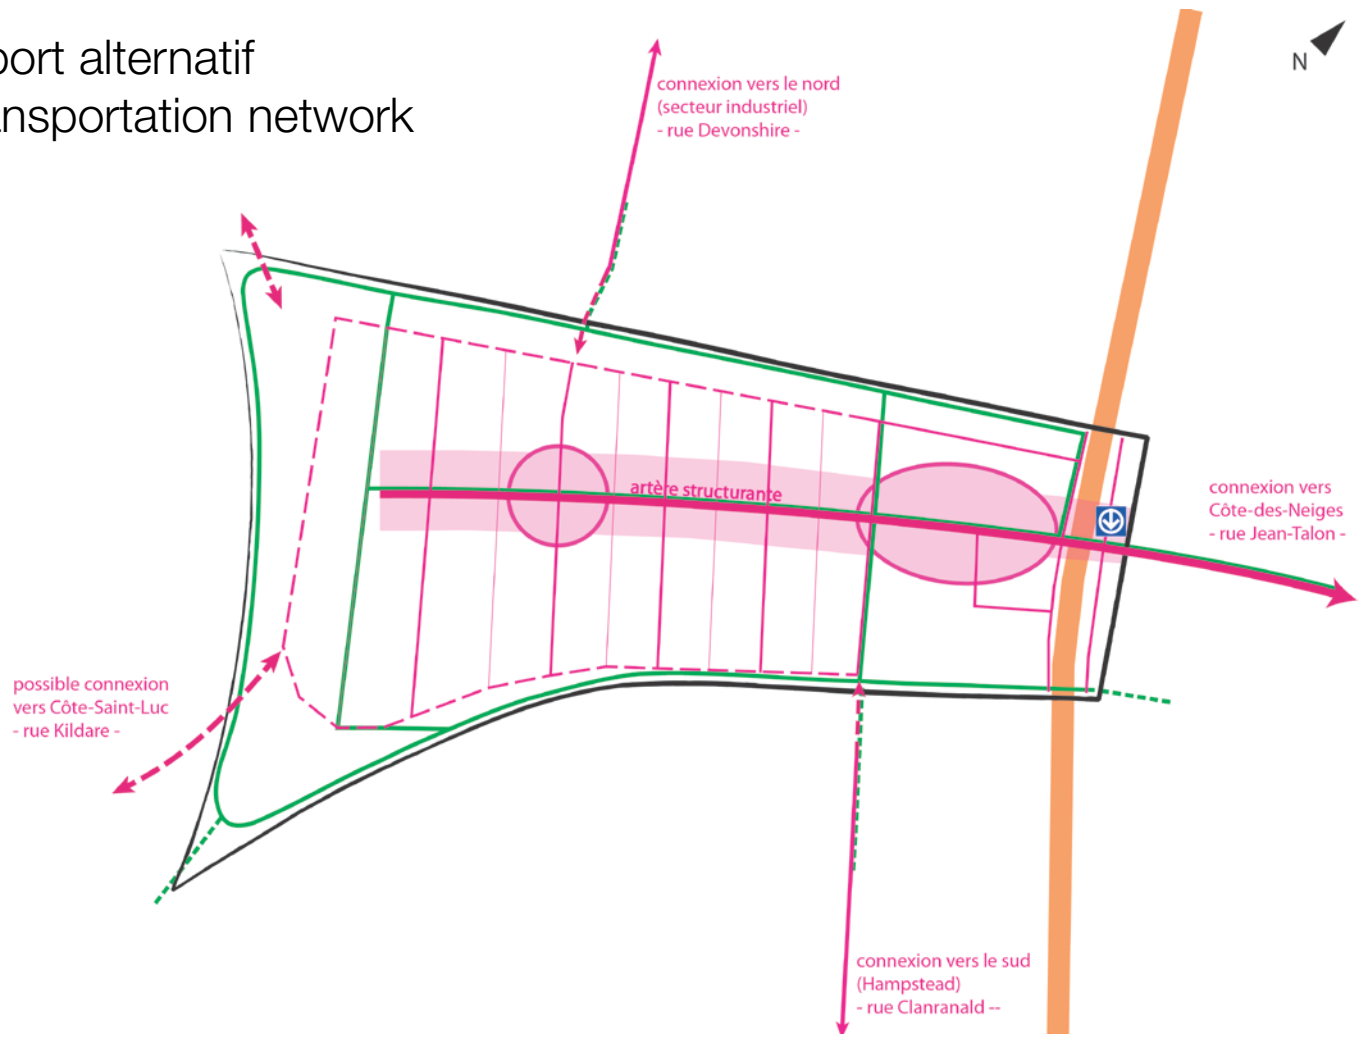 port alternatif
ansportation network
N
connexion vers le nord
(secteur industriel)
- rue Devonshire -
artère structurante
connexion vers
Côte-des-Neiges
- rue Jean-Talon -
possible connexion
vers Côte-Saint-Luc
- rue Kildare -
connexion vers le sud
(Hampstead)
- rue Clanranald --